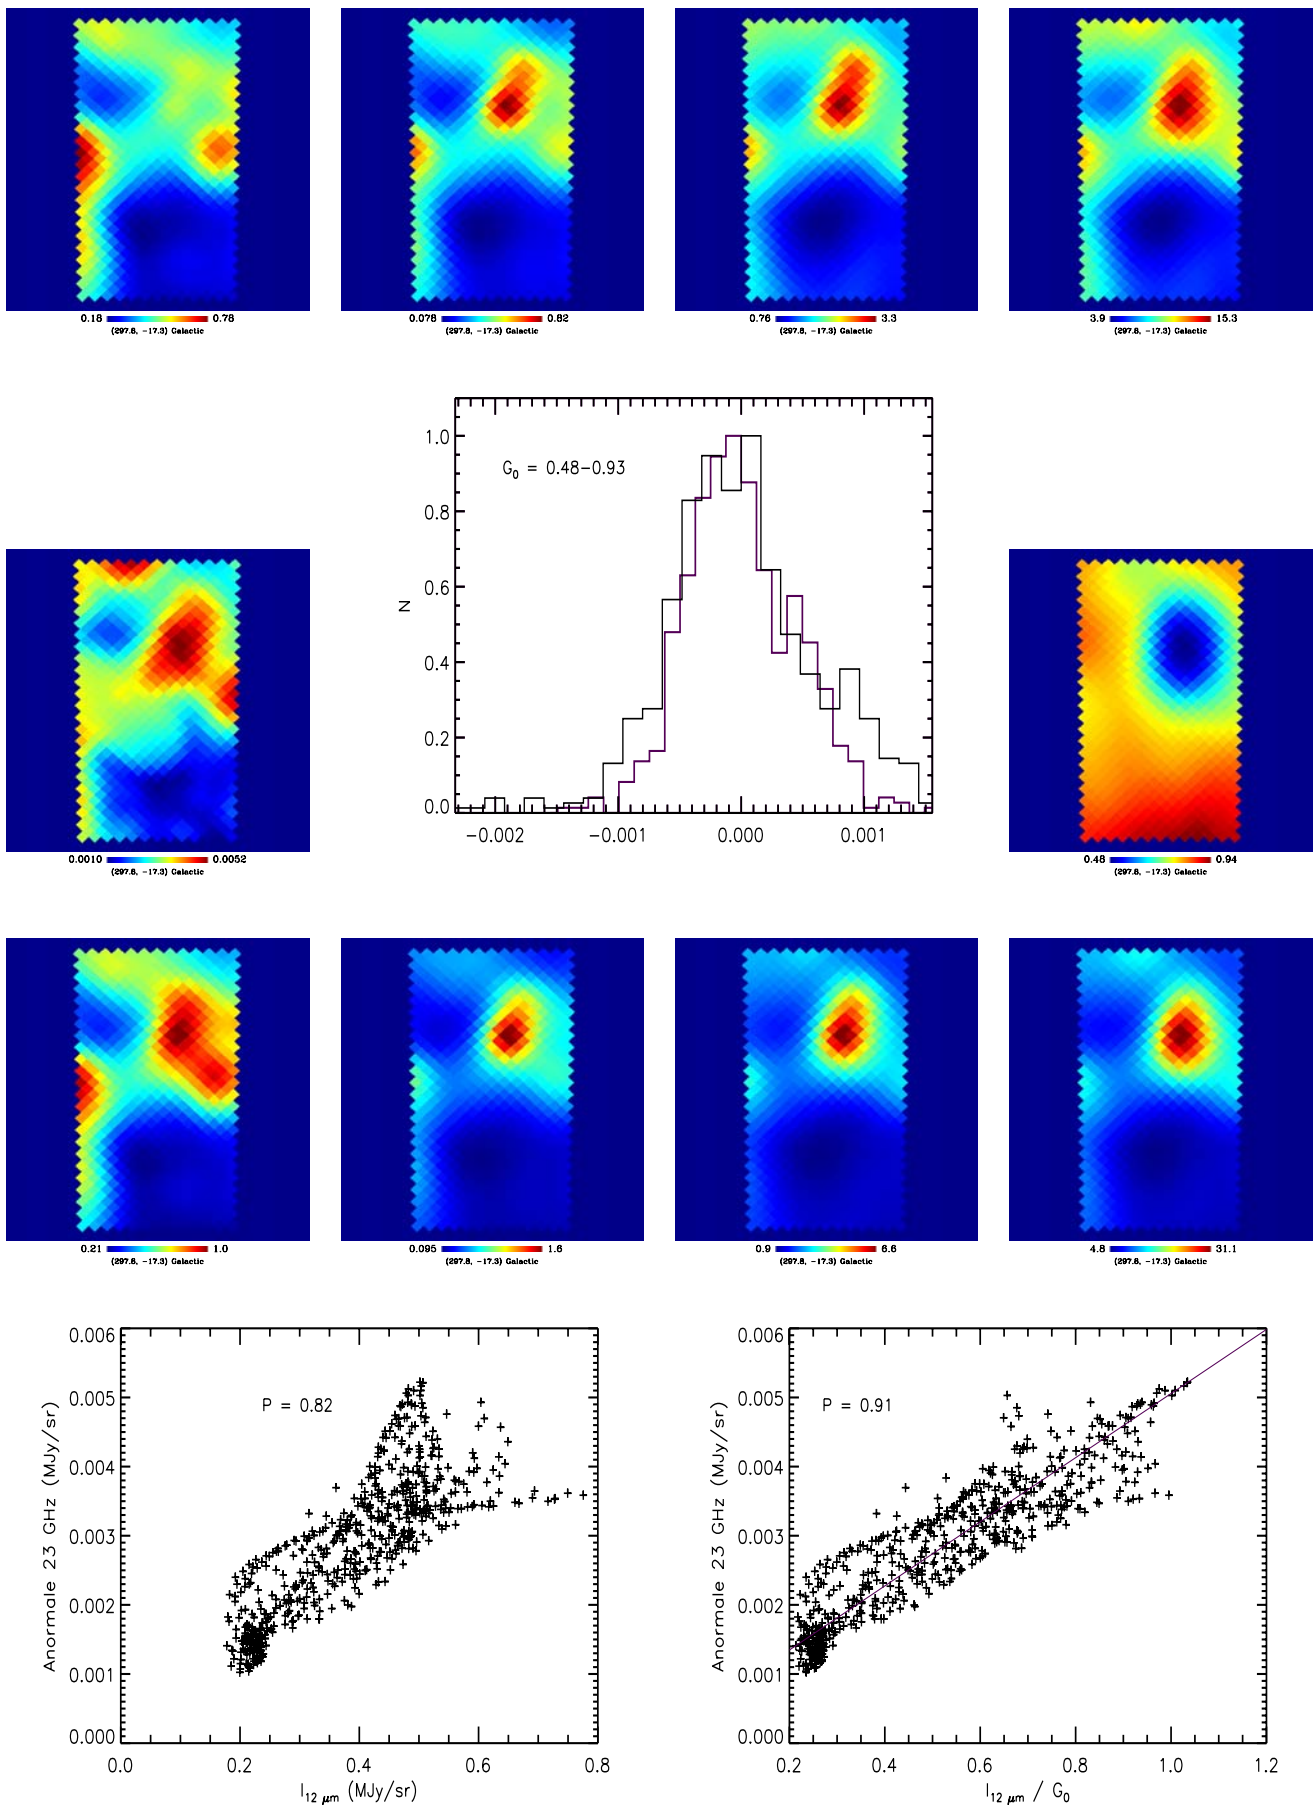 0.18 0.78
(297.8, -17.3) Galactic
0.078 0.82
(297.8, -17.3) Galactic
0.76 3.3
(297.8, -17.3) Galactic
3.9 15.3
(297.8, -17.3) Galactic
G₀ = 0.48-0.93
N
1.0
0.8
0.6
0.4
0.2
0.0
-0.002 -0.001 0.000 0.001
0.0010 0.0052
(297.8, -17.3) Galactic
0.48 0.94
(297.8, -17.3) Galactic
0.21 1.0
(297.8, -17.3) Galactic
0.095 1.6
(297.8, -17.3) Galactic
0.9 6.6
(297.8, -17.3) Galactic
4.8 31.1
(297.8, -17.3) Galactic
P = 0.82
Anormale 23 GHz (MJy/sr)
0.006
0.005
0.004
0.003
0.002
0.001
0.000
0.0 0.2 0.4 0.6 0.8
I₁₂ μm (MJy/sr)
P = 0.91
Anormale 23 GHz (MJy/sr)
0.006
0.005
0.004
0.003
0.002
0.001
0.000
0.2 0.4 0.6 0.8 1.0 1.2
I₁₂ μm / G₀